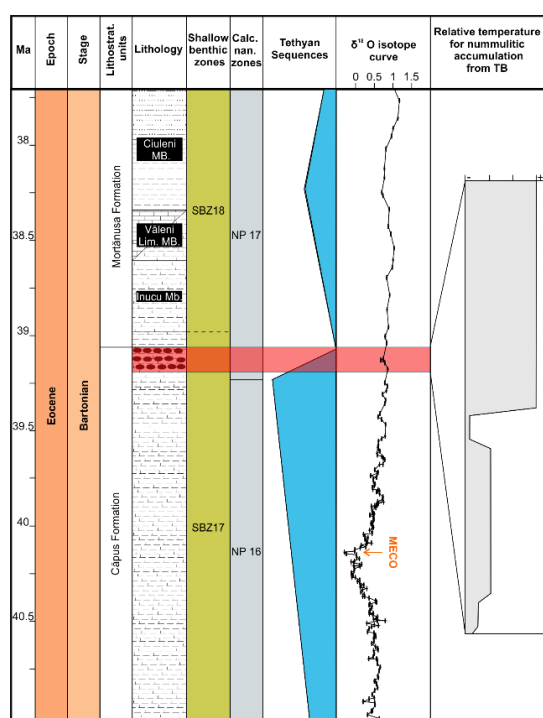 Ma
Epoch
Stage
Lithostrat.
units
Lithology
Shallow
benthic
zones
Calc.
nan.
zones
Tethyan
Sequences
δ¹⁸ O isotope
curve
0 0.5 1 1.5
Relative temperature
for nummulitic
accumulation
from TB
- +
38
38.5
39
39.5
40
40.5
Eocene
Bartonian
Mortănusa Formation
Căpus Formation
Ciuleni
MB.
Văleni
Lim. MB.
Inucu Mb.
SBZ18
SBZ17
NP 17
NP 16
MECO